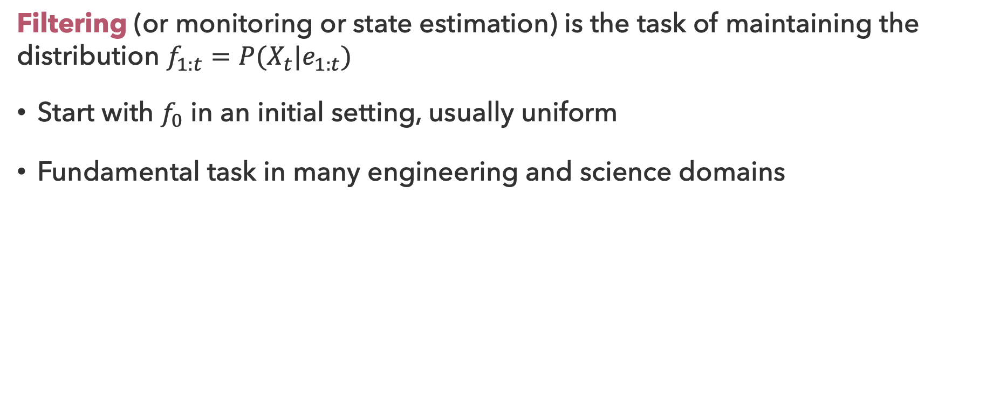 Filtering (or monitoring or state estimation) is the task of maintaining the
distribution f₁:t = P(Xt|e₁:t)
• Start with f₀ in an initial setting, usually uniform
• Fundamental task in many engineering and science domains